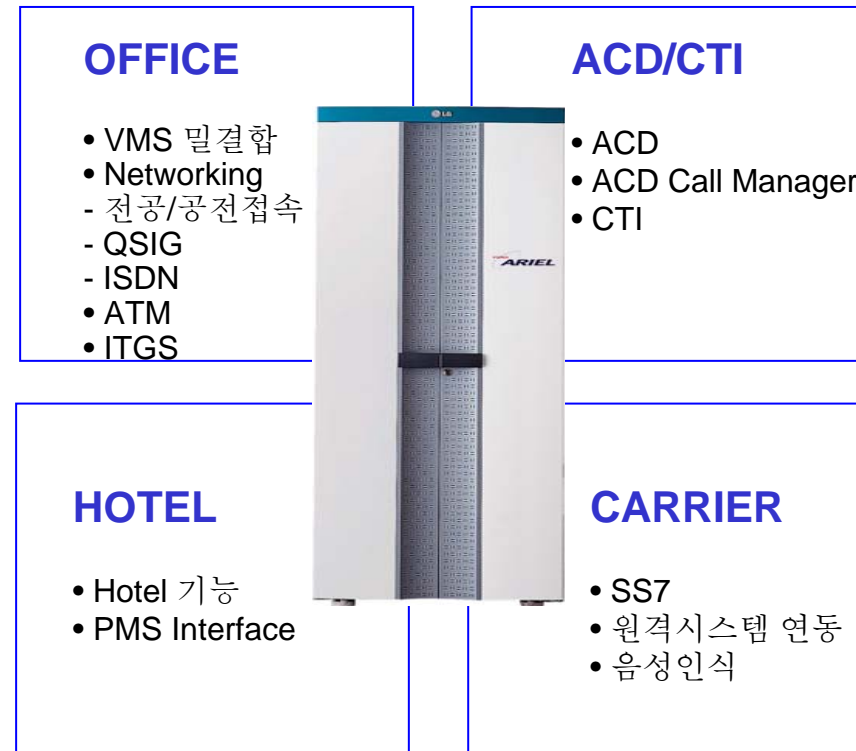 OFFICE
• VMS 밀결합
• Networking
- 전공/공전접속
- QSIG
- ISDN
• ATM
• ITGS
ACD/CTI
• ACD
• ACD Call Manager
• CTI
LG
ARIEL
HOTEL
• Hotel 기능
• PMS Interface
CARRIER
• SS7
• 원격시스템 연동
• 음성인식